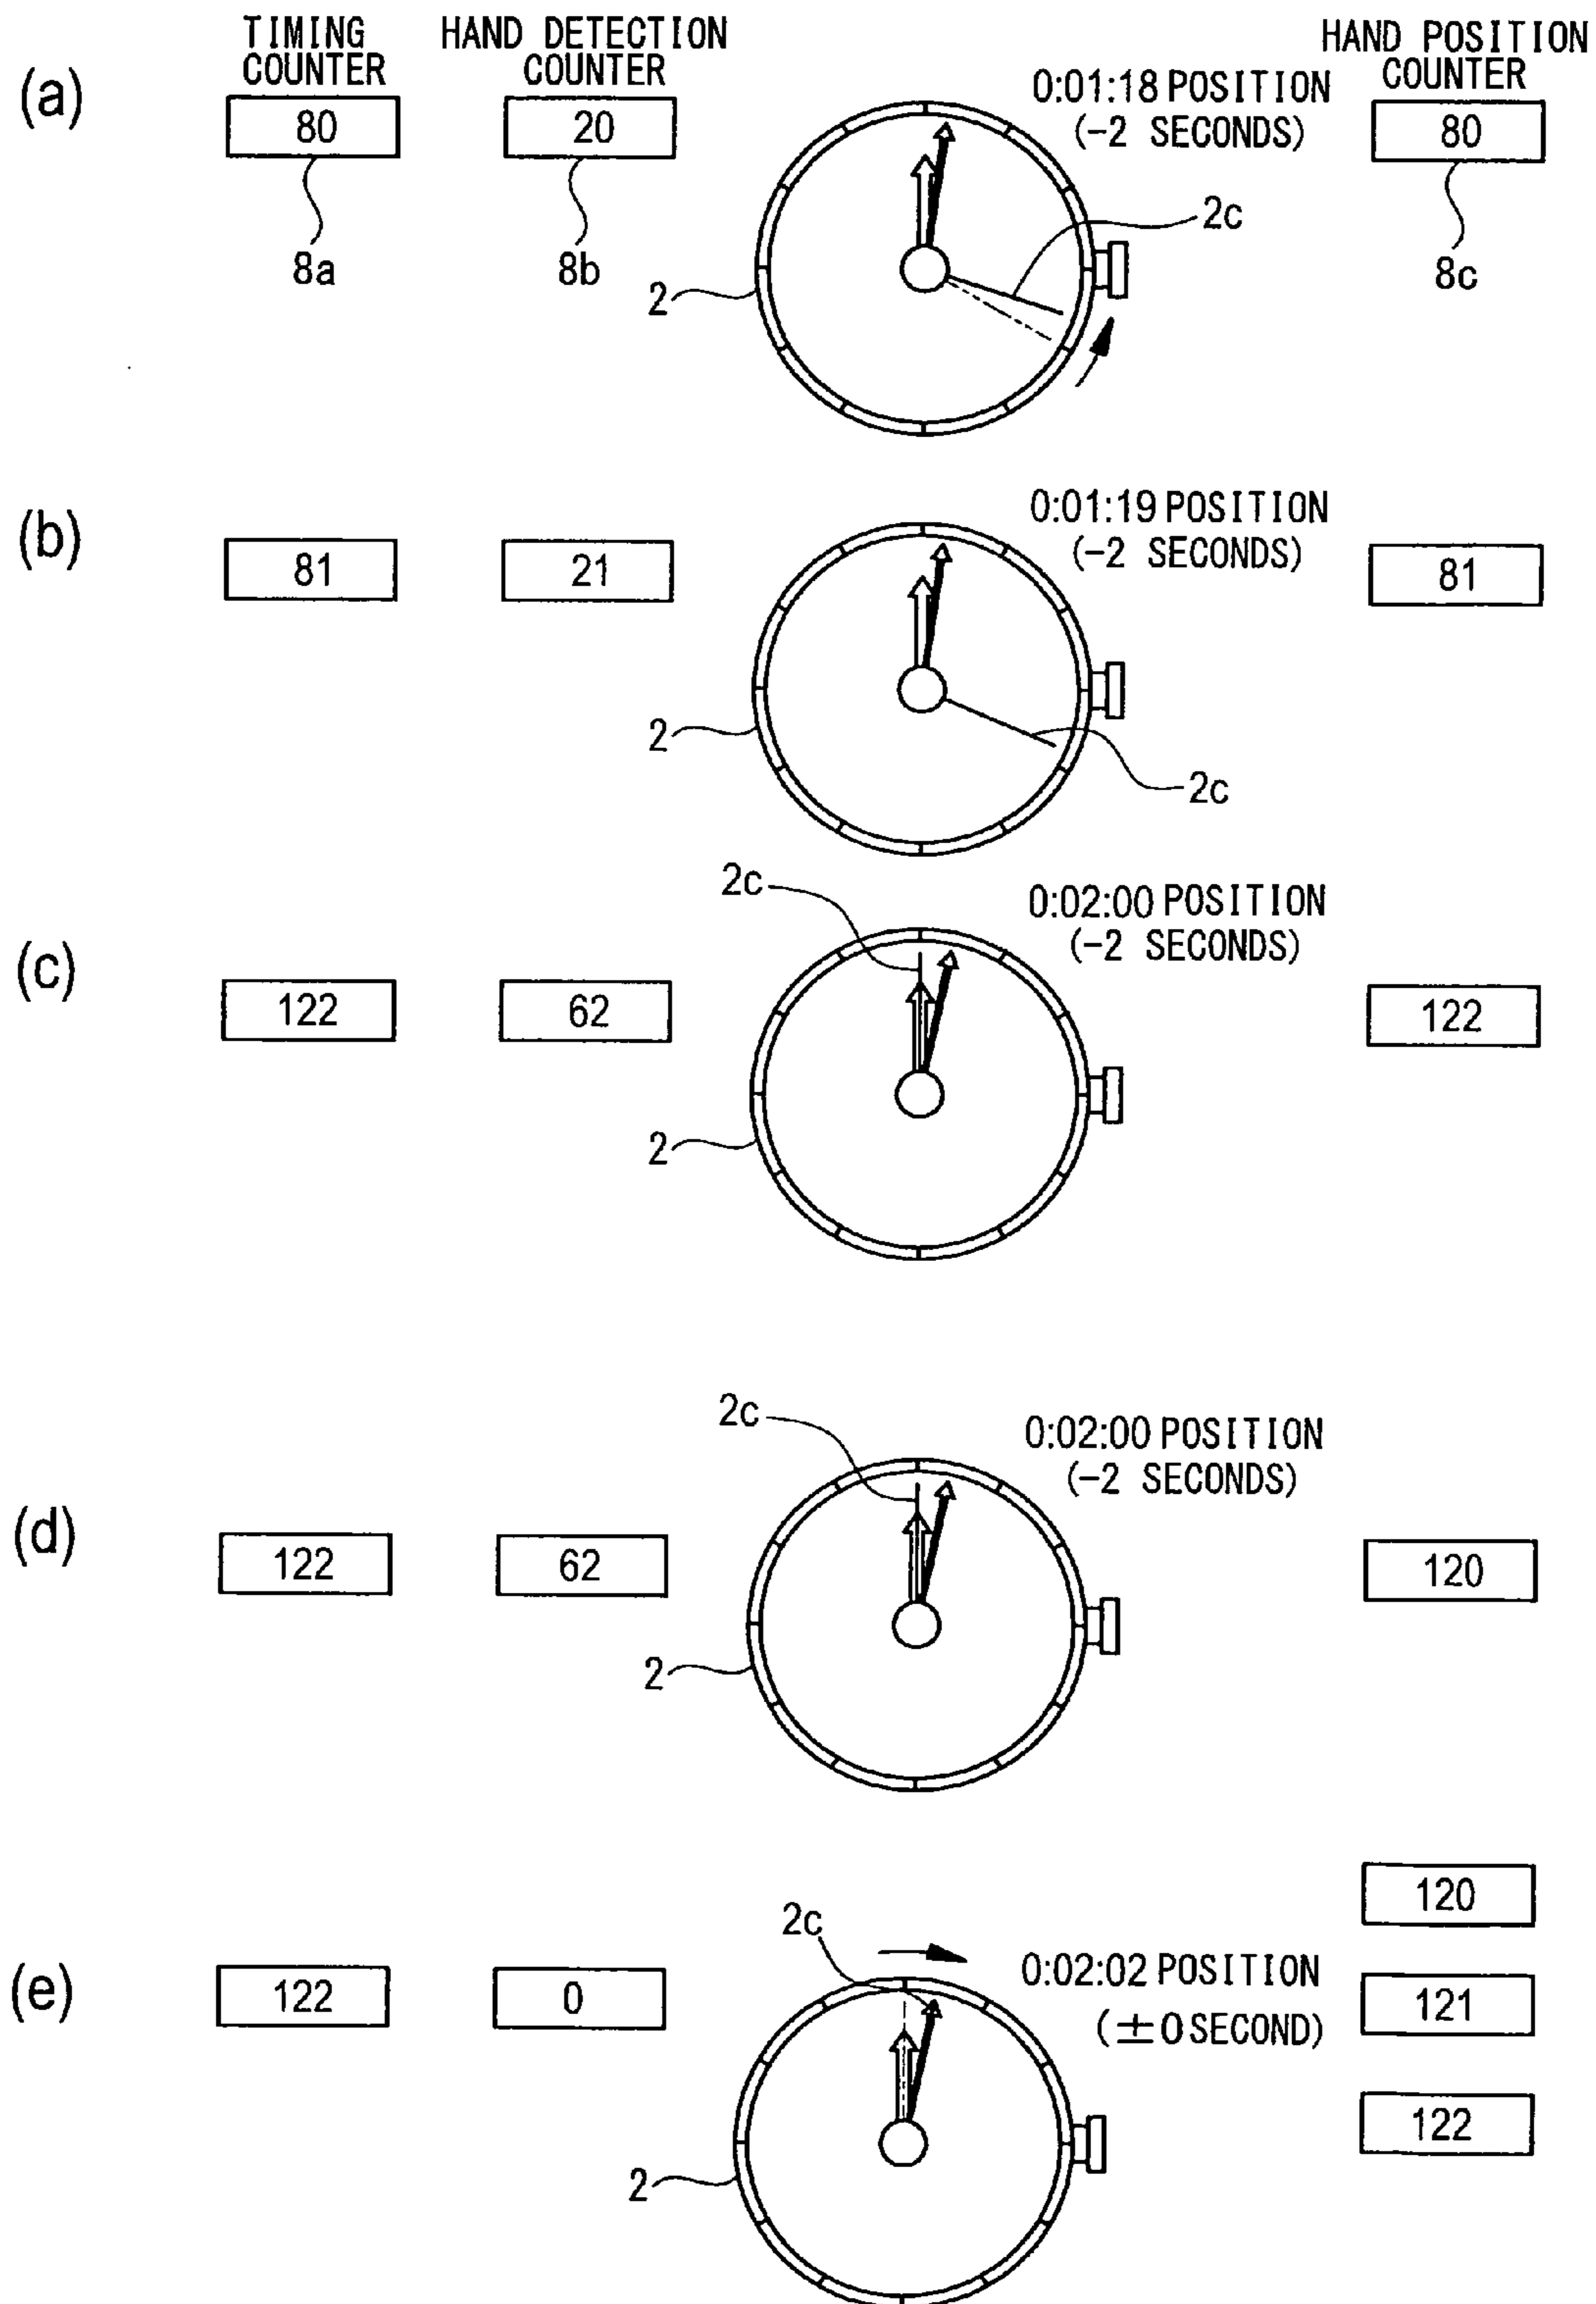 (a)
TIMING
COUNTER
80
8a
HAND DETECTION
COUNTER
20
8b
0:01:18 POSITION
(-2 SECONDS)
2c
2
HAND POSITION
COUNTER
80
8c
(b)
81
21
0:01:19 POSITION
(-2 SECONDS)
2
2c
81
(c)
122
62
2c
0:02:00 POSITION
(-2 SECONDS)
2
122
(d)
122
62
2c
0:02:00 POSITION
(-2 SECONDS)
2
120
(e)
122
0
2c
0:02:02 POSITION
(±0 SECOND)
2
120
121
122